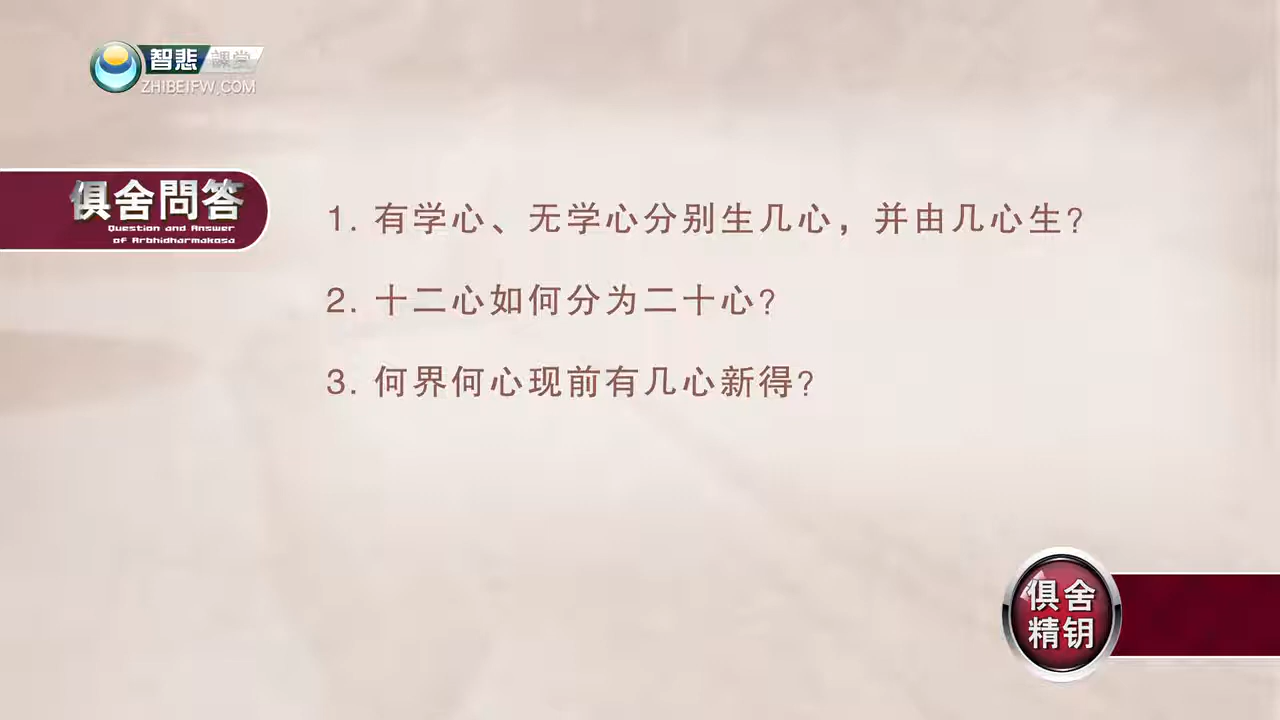 智悲 課堂
ZHIBEIFW.COM
俱舍問答
Question and Answer
of Arbhidharmakosa
1. 有学心、无学心分别生几心，并由几心生?
2. 十二心如何分为二十心?
3. 何界何心现前有几心新得?
俱舍
精钥